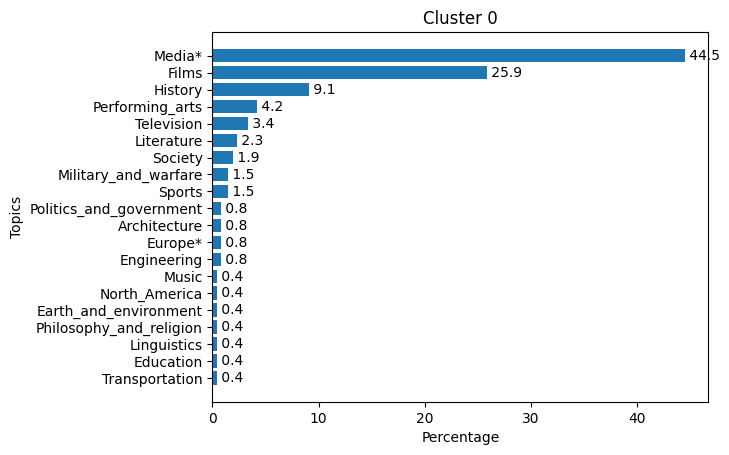 Cluster 0
Topics
Media* 44.5
Films 25.9
History 9.1
Performing_arts 4.2
Television 3.4
Literature 2.3
Society 1.9
Military_and_warfare 1.5
Sports 1.5
Politics_and_government 0.8
Architecture 0.8
Europe* 0.8
Engineering 0.8
Music 0.4
North_America 0.4
Earth_and_environment 0.4
Philosophy_and_religion 0.4
Linguistics 0.4
Education 0.4
Transportation 0.4
0 10 20 30 40
Percentage